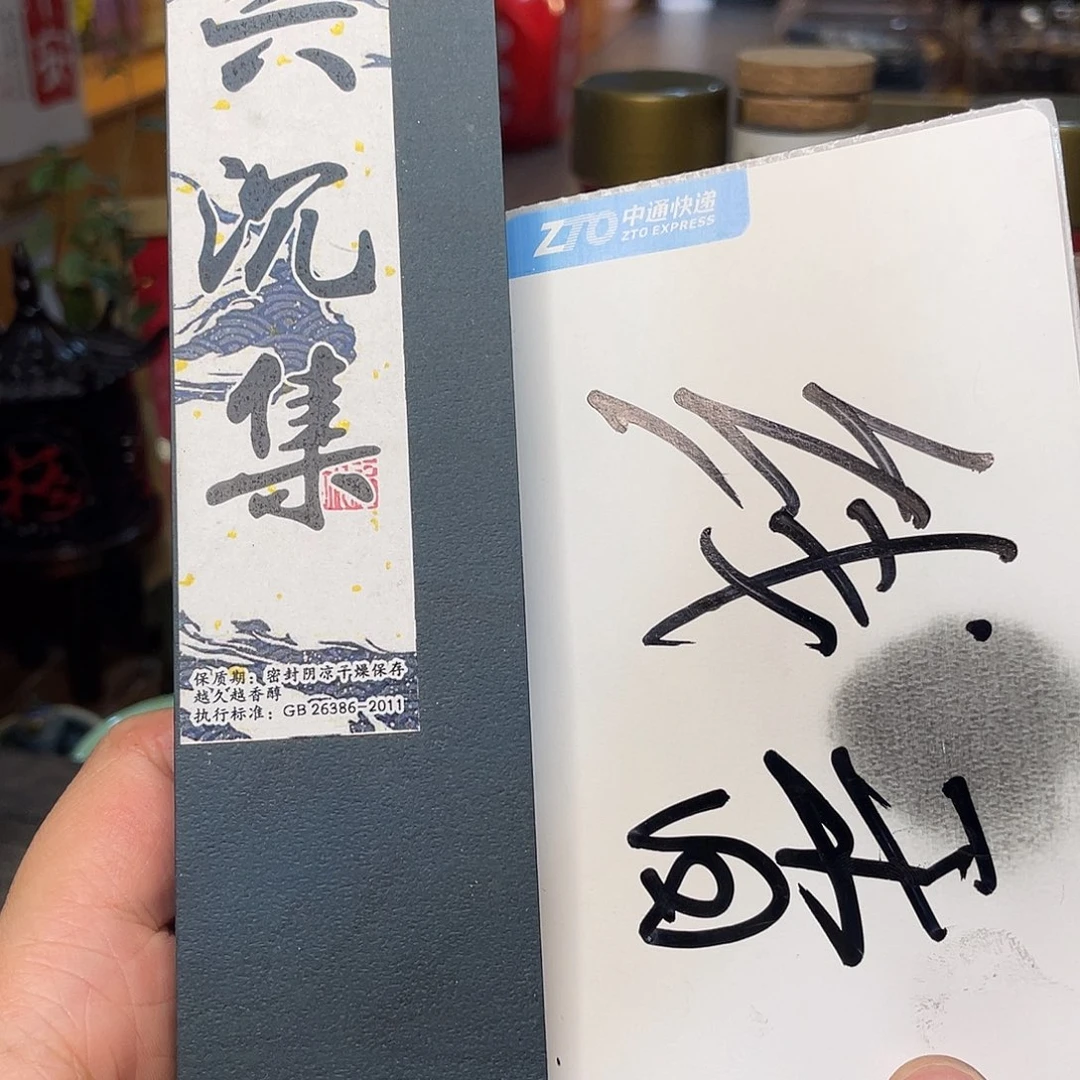 六沉集
保质期：密封阴凉干燥保存
越久越香醇
执行标准：GB 26386-2011
ZTO 中通快递
ZTO EXPRESS